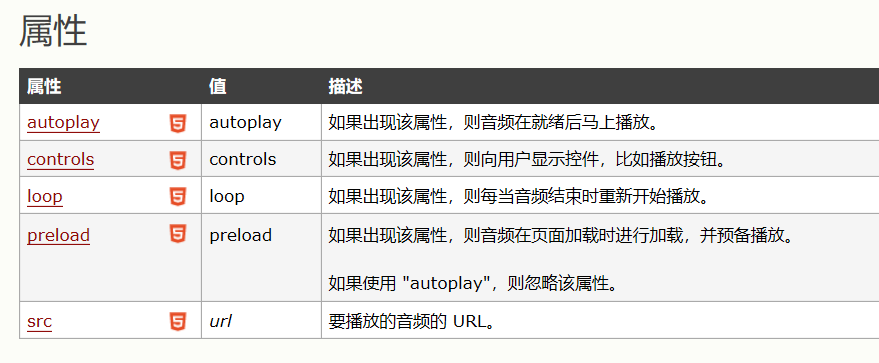 属性
属性 值 描述
autoplay 5 autoplay 如果出现该属性，则音频在就绪后马上播放。
controls 5 controls 如果出现该属性，则向用户显示控件，比如播放按钮。
loop 5 loop 如果出现该属性，则每当音频结束时重新开始播放。
preload 5 preload 如果出现该属性，则音频在页面加载时进行加载，并预备播放。
如果使用 "autoplay"，则忽略该属性。
src 5 url 要播放的音频的 URL。